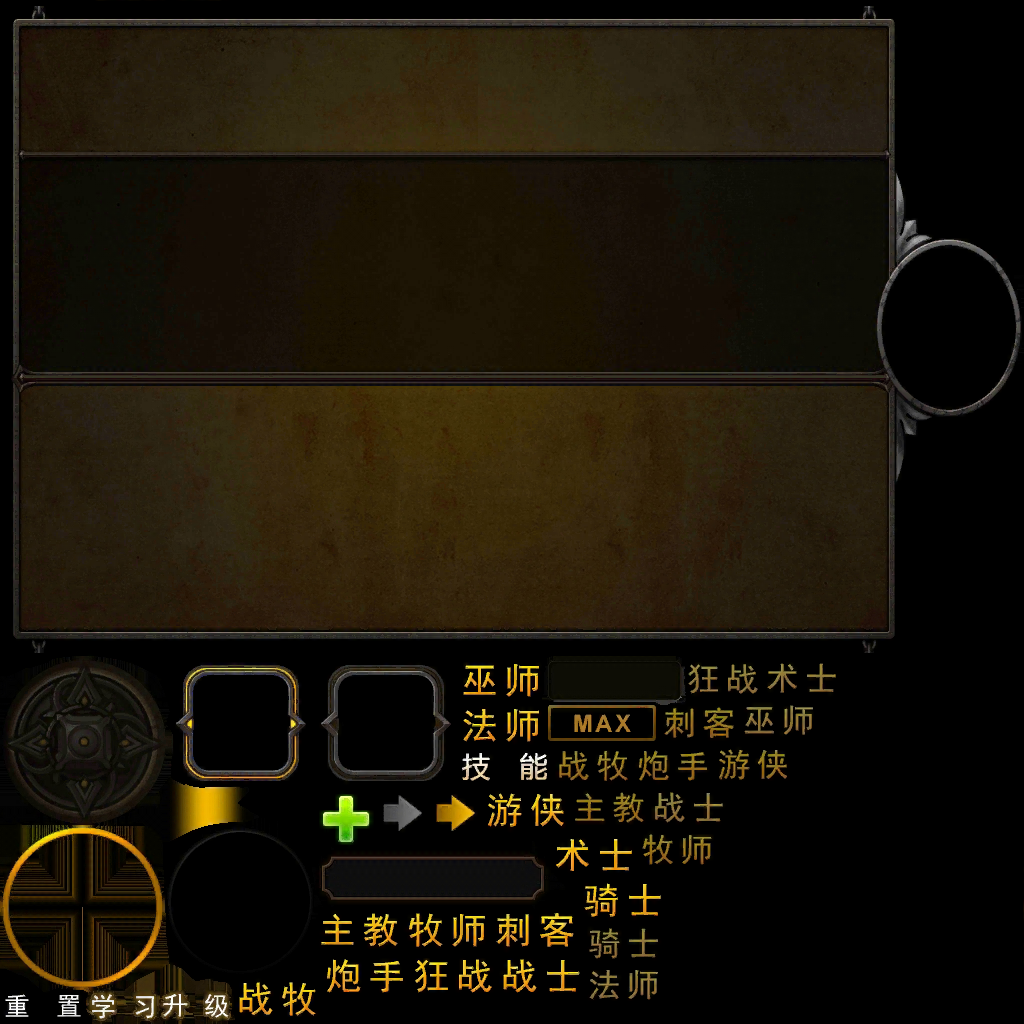 巫师 狂战术士
法师 MAX 刺客巫师
技 能 战牧炮手游侠
游侠主教战士
术士 牧师
骑士
主教牧师刺客
骑士
炮手狂战战士
法师
重 置 学 习 升 级 战牧